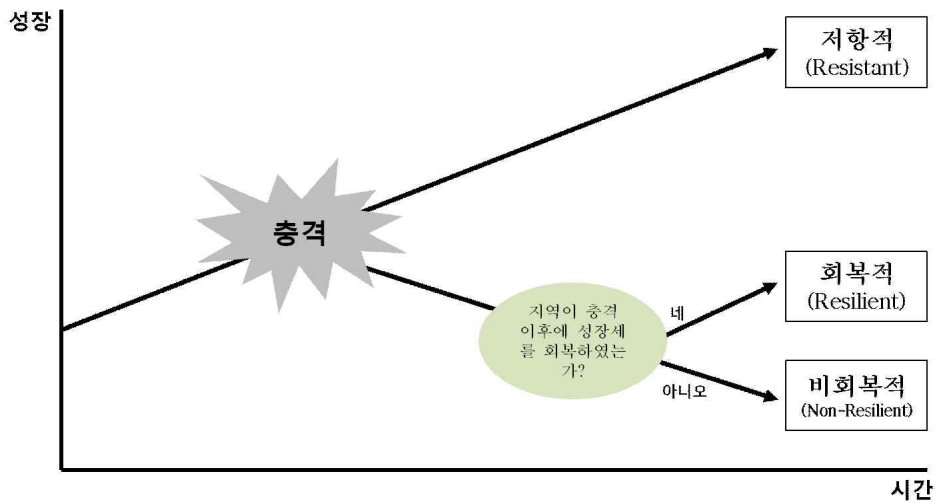 성장
저항적
(Resistant)
충격
회복적
(Resilient)
네
지역이 충격
이후에 성장세
를 회복하였는
가?
아니오
비회복적
(Non-Resilient)
시간